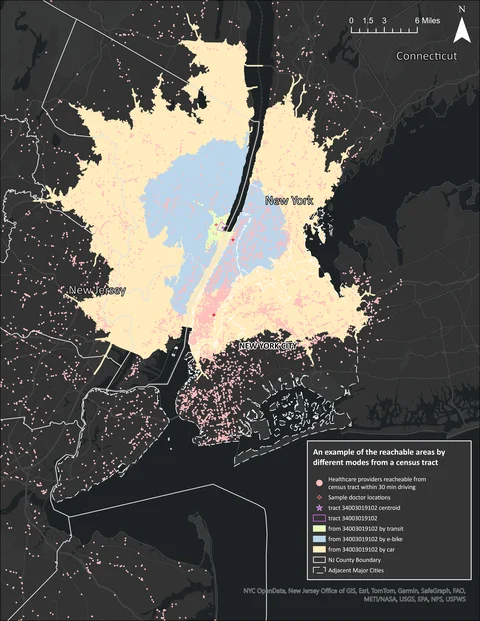 N
0 1.5 3 6 Miles
Connecticut
New York
New Jersey
NEW YORK CITY
An example of the reachable areas by
different modes from a census tract
Healthcare providers reacheable from
census tract within 30 min driving
Sample doctor locations
tract 34003019102 centroid
tract 34003019102
from 34003019102 by transit
from 34003019102 by e-bike
from 34003019102 by car
NJ County Boundary
Adjacent Major Cities
NYC OpenData, New Jersey Office of GIS, Esri, TomTom, Garmin, SafeGraph, FAO,
METI/NASA, USGS, EPA, NPS, USFWS